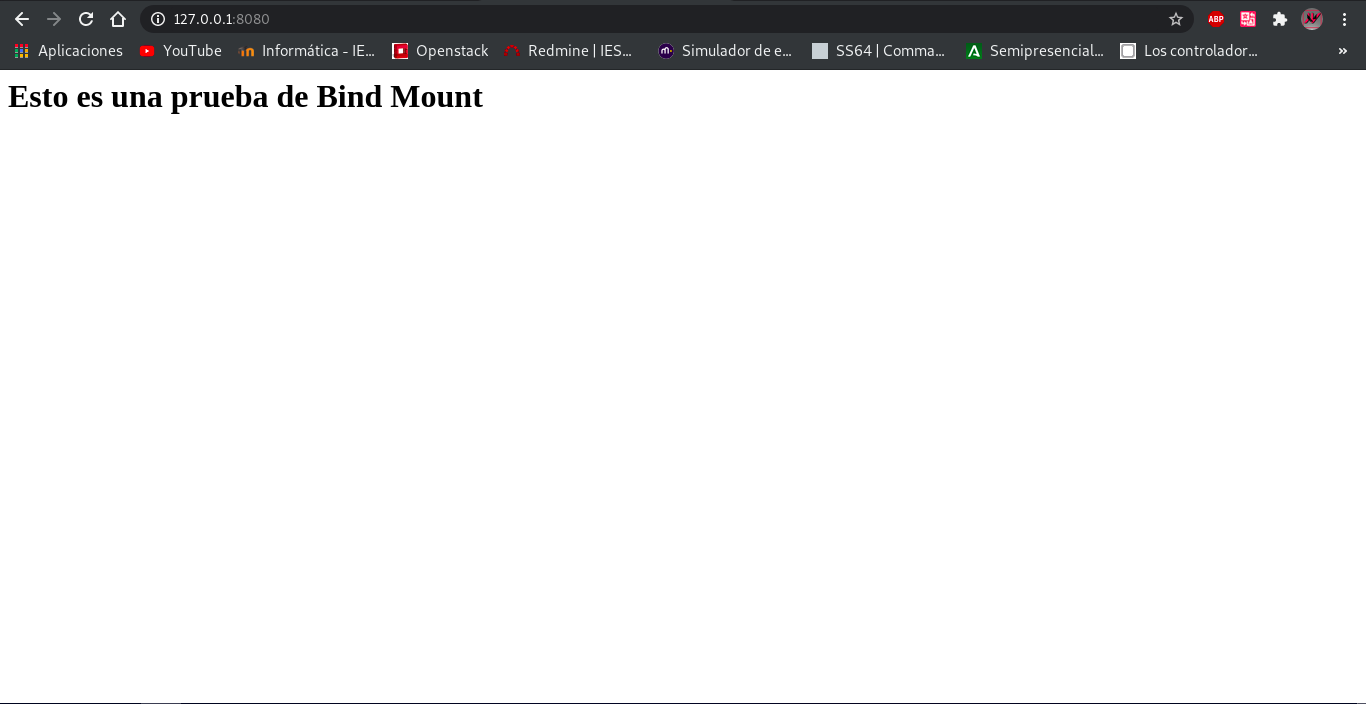 127.0.0.1:8080
ABP
Aplicaciones YouTube Informática - IE... Openstack Redmine | IES... Simulador de e... SS64 | Comma... Semipresencial... Los controlador... »
Esto es una prueba de Bind Mount